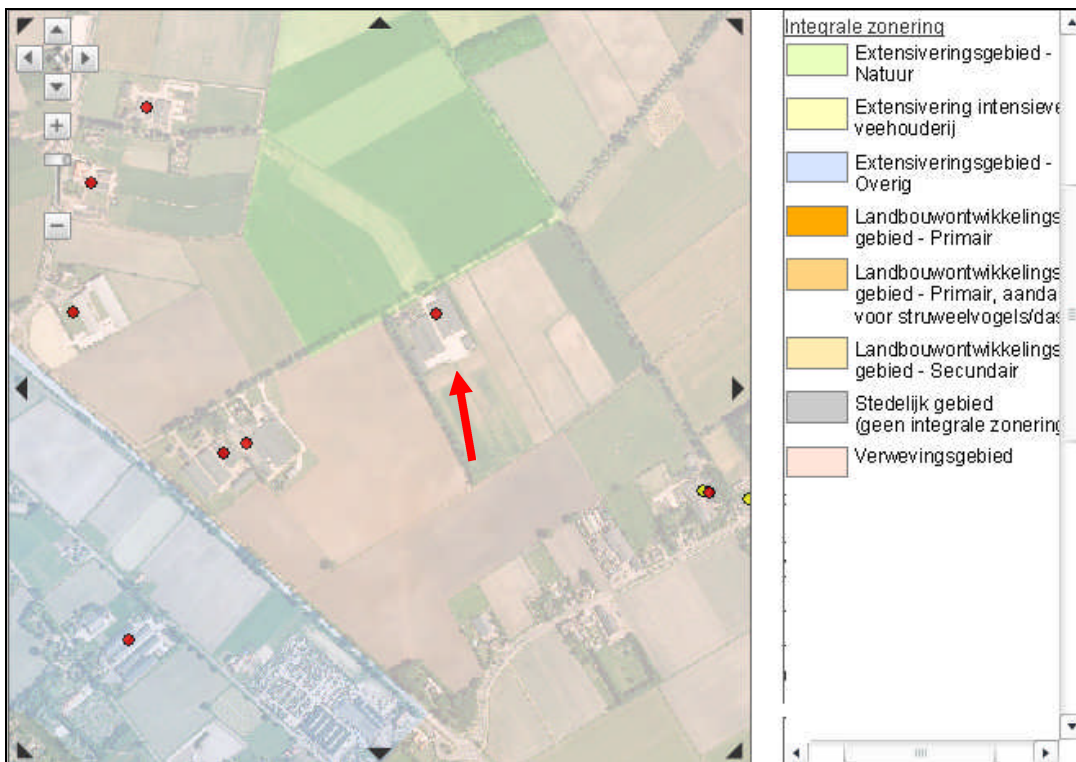 Integrale zonering
Extensiveringsgebied -
Natuur
Extensivering intensieve
veehouderij
Extensiveringsgebied -
Overig
Landbouwontwikkelings
gebied - Primair
Landbouwontwikkelings
gebied - Primair, aanda
voor struweelvogels/das
Landbouwontwikkelings
gebied - Secundair
Stedelijk gebied
(geen integrale zonering
Verwevingsgebied